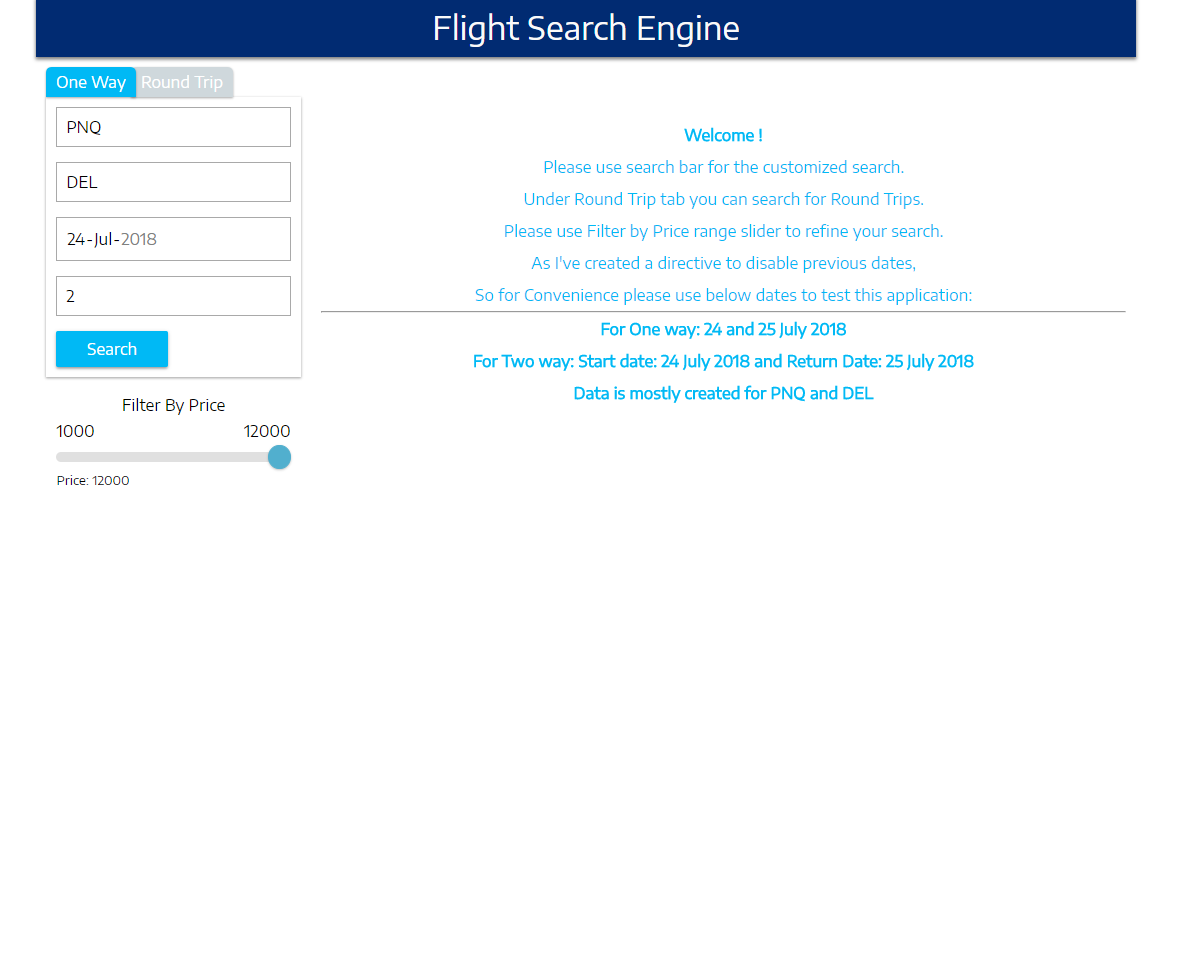 Flight Search Engine
One Way Round Trip
PNQ
DEL
24-Jul-2018
2
Search
Filter By Price
1000 12000
Price: 12000
Welcome !
Please use search bar for the customized search.
Under Round Trip tab you can search for Round Trips.
Please use Filter by Price range slider to refine your search.
As I've created a directive to disable previous dates,
So for Convenience please use below dates to test this application:
For One way: 24 and 25 July 2018
For Two way: Start date: 24 July 2018 and Return Date: 25 July 2018
Data is mostly created for PNQ and DEL